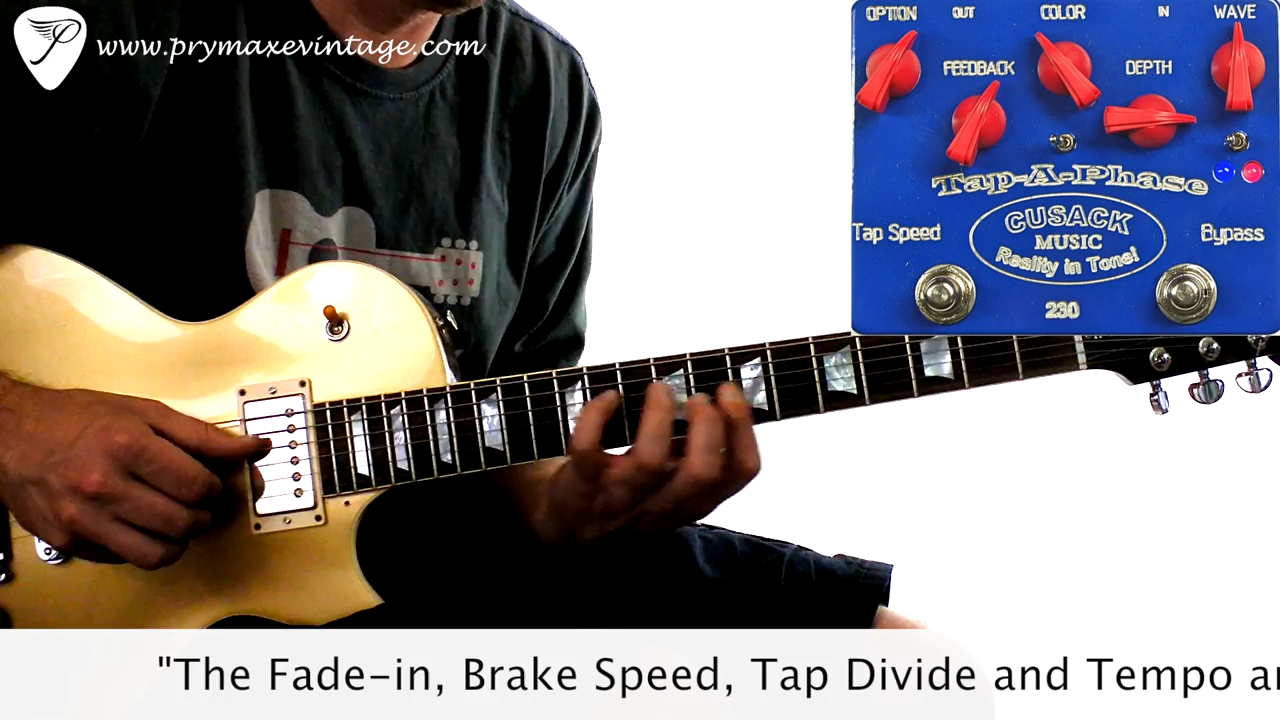 www.prymaxevintage.com
OPTION OUT COLOR IN WAVE
FEEDBACK DEPTH
Tap-A-Phase
Tap Speed
CUSACK
MUSIC
Reality in Tone!
Bypass
230
"The Fade-in, Brake Speed, Tap Divide and Tempo